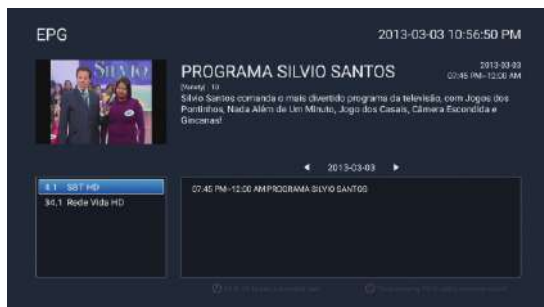 EPG
2013-03-03 10:56:50 PM
SILVIO
PROGRAMA SILVIO SANTOS
2013-03-03
07:45 PM-12:00 AM
[Variety] 10
Silvio Santos comanda o mais divertido programa da televisão, com Jogos dos
Pontinhos, Nada Além de Um Minuto, Jogo dos Casais, Câmera Escondida e
Gincanas!
◀ 2013-03-03 ▶
4.1 SBT HD
34.1 Rede Vida HD
07:45 PM-12:00 AM PROGRAMA SILVIO SANTOS